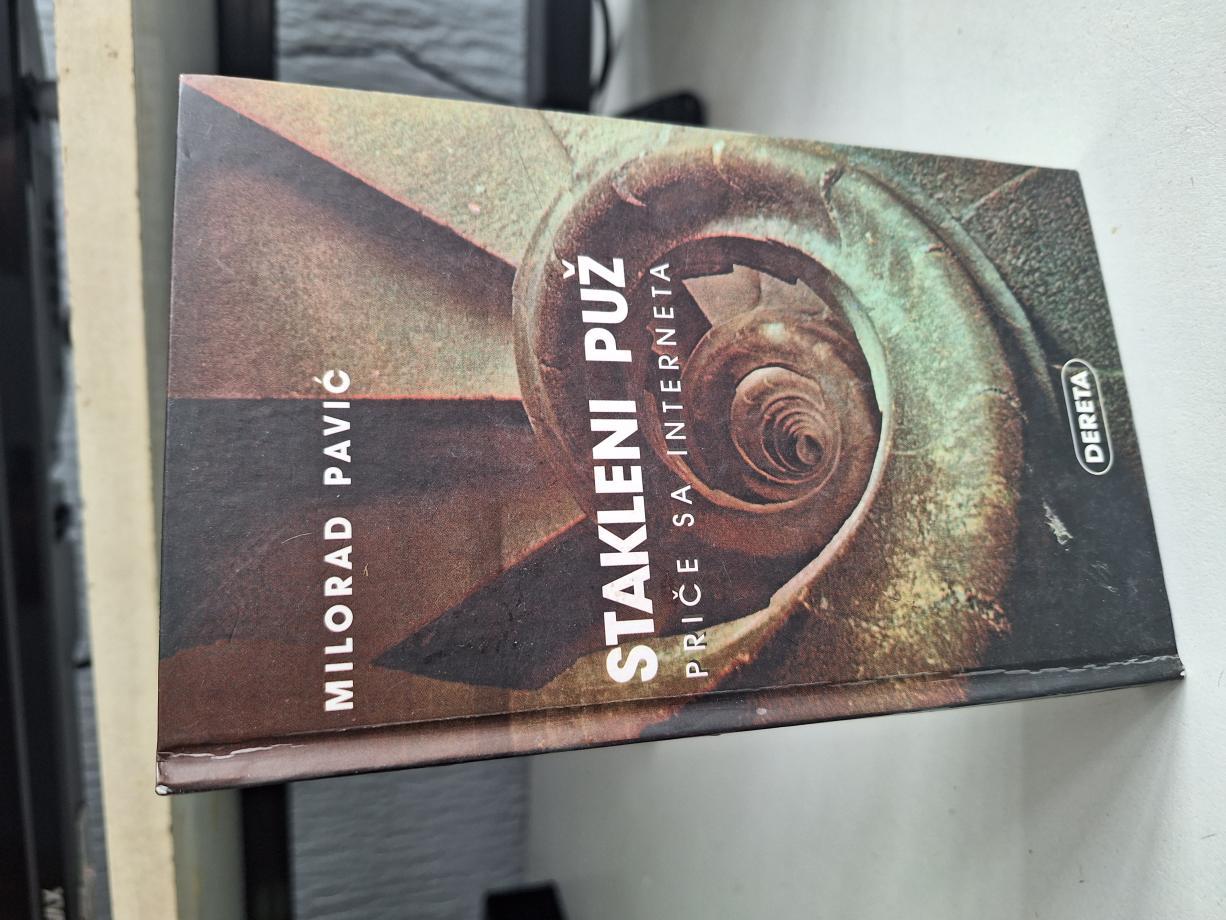 MILORAD PAVIĆ
STAKLENI PUŽ
PRIČE SA INTERNETA
DERETA